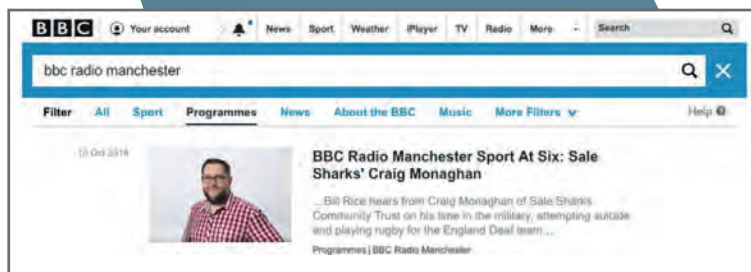 BBC Your account News Sport Weather iPlayer TV Radio More Search
bbc radio manchester
Filter All Sport Programmes News About the BBC Music More Filters Help
Oct
BBC Radio Manchester Sport At Six: Sale
Sharks' Craig Monaghan
...Bill Rice hears from Craig Monaghan of Sale Sharks
Community Trust on his time in the military, attempting suicide
and playing rugby for the England Deaf team...
Programmes | BBC Radio Manchester